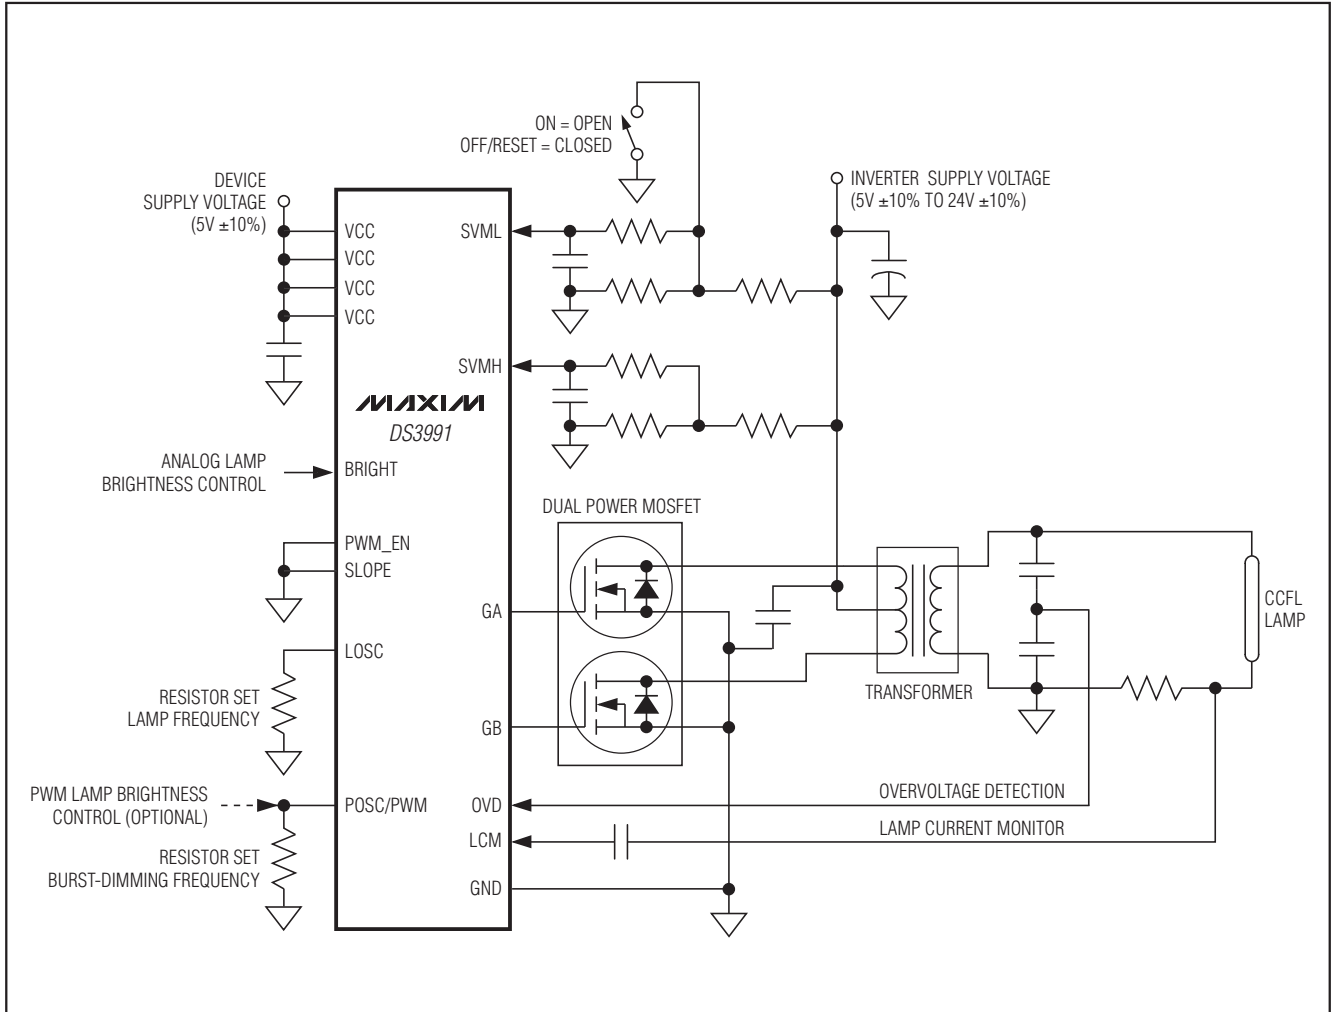 ON = OPEN
OFF/RESET = CLOSED
DEVICE
SUPPLY VOLTAGE
(5V ±10%)
INVERTER SUPPLY VOLTAGE
(5V ±10% TO 24V ±10%)
VCC
VCC
VCC
VCC
SVML
SVMH
MAXIM
DS3991
ANALOG LAMP
BRIGHTNESS CONTROL
BRIGHT
DUAL POWER MOSFET
PWM_EN
SLOPE
GA
CCFL
LAMP
LOSC
RESISTOR SET
LAMP FREQUENCY
TRANSFORMER
GB
PWM LAMP BRIGHTNESS
CONTROL (OPTIONAL)
POSC/PWM
OVD
OVERVOLTAGE DETECTION
LCM
LAMP CURRENT MONITOR
RESISTOR SET
BURST-DIMMING FREQUENCY
GND